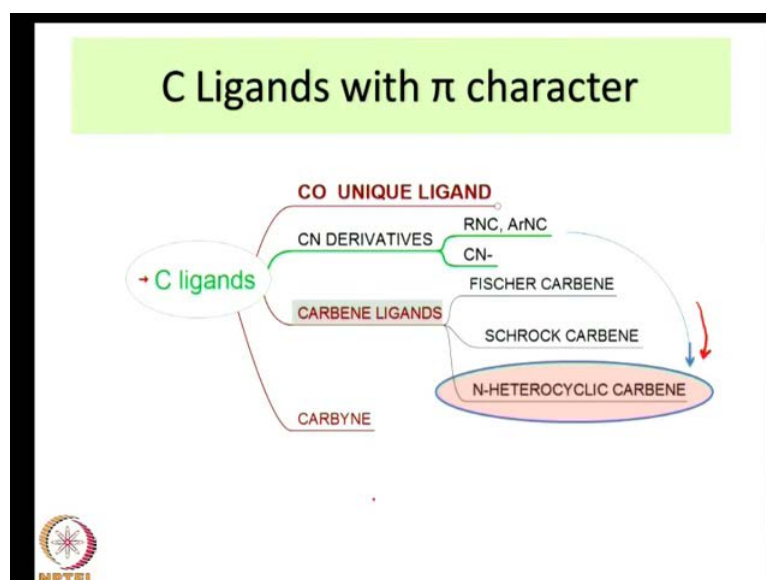 C Ligands with π character
CO UNIQUE LIGAND
RNC, ArNC
CN DERIVATIVES
CN-
C ligands
FISCHER CARBENE
CARBENE LIGANDS
SCHROCK CARBENE
N-HETEROCYCLIC CARBENE
CARBYNE
NPTEL